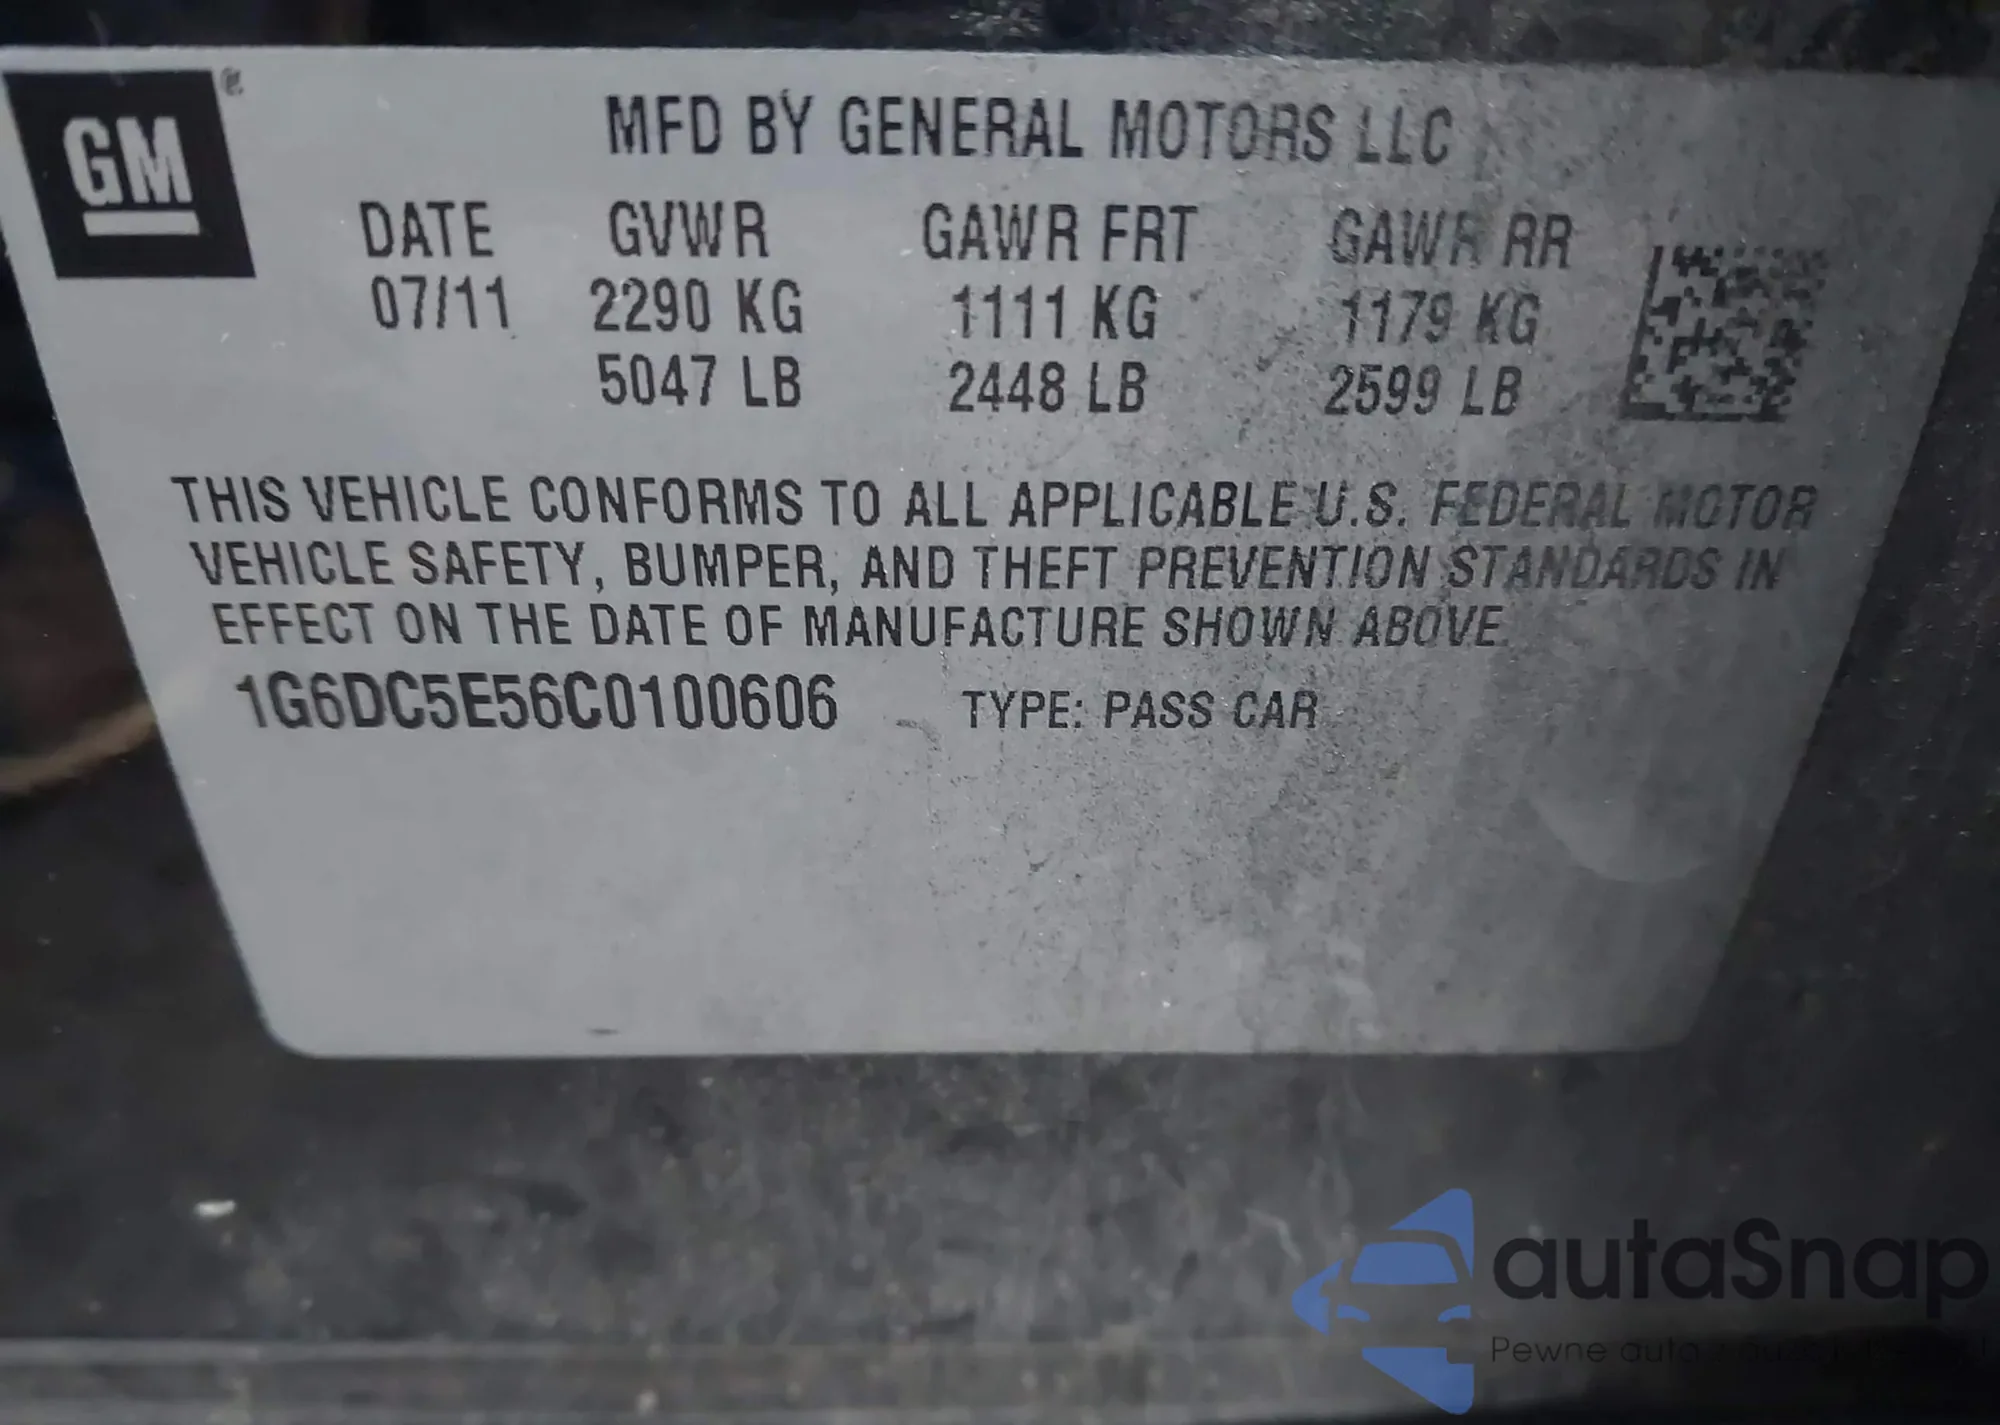 GM
MFD BY GENERAL MOTORS LLC
DATE GVWR GAWR FRT GAWR RR
07/11 2290 KG 1111 KG 1179 KG
5047 LB 2448 LB 2599 LB
THIS VEHICLE CONFORMS TO ALL APPLICABLE U.S. FEDERAL MOTOR
VEHICLE SAFETY, BUMPER, AND THEFT PREVENTION STANDARDS IN
EFFECT ON THE DATE OF MANUFACTURE SHOWN ABOVE.
1G6DC5E56C0100606 TYPE: PASS CAR
autaSnap
Pewne auto z